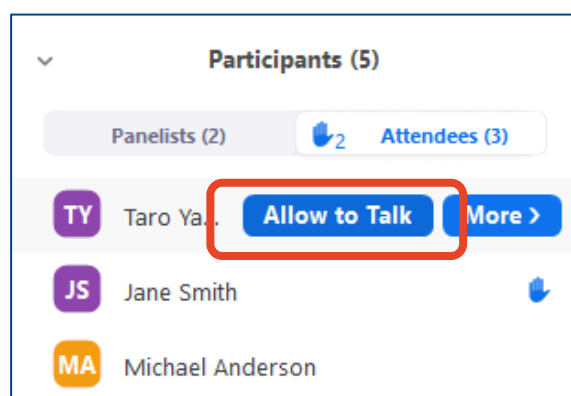 Participants (5)
Panelists (2) 2 Attendees (3)
TY Taro Ya... Allow to Talk More >
JS Jane Smith
MA Michael Anderson